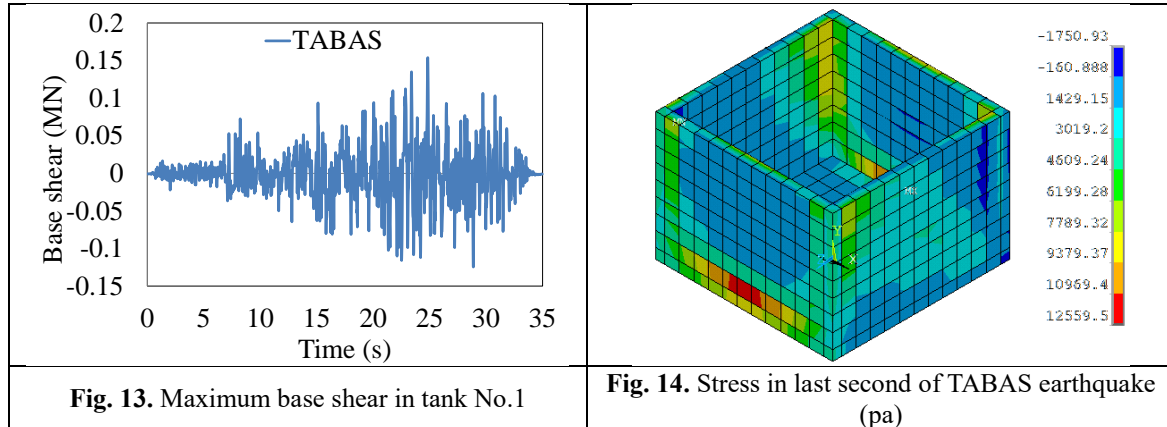 0.2
TABAS
0.15
0.1
0.05
0
-0.05
-0.1
-0.15
Base shear (MN)
0 5 10 15 20 25 30 35
Time (s)
Fig. 13. Maximum base shear in tank No.1
-1750.93
-160.888
1429.15
3019.2
4609.24
6199.28
7789.32
9379.37
10969.4
12559.5
Y
X
Fig. 14. Stress in last second of TABAS earthquake
(pa)